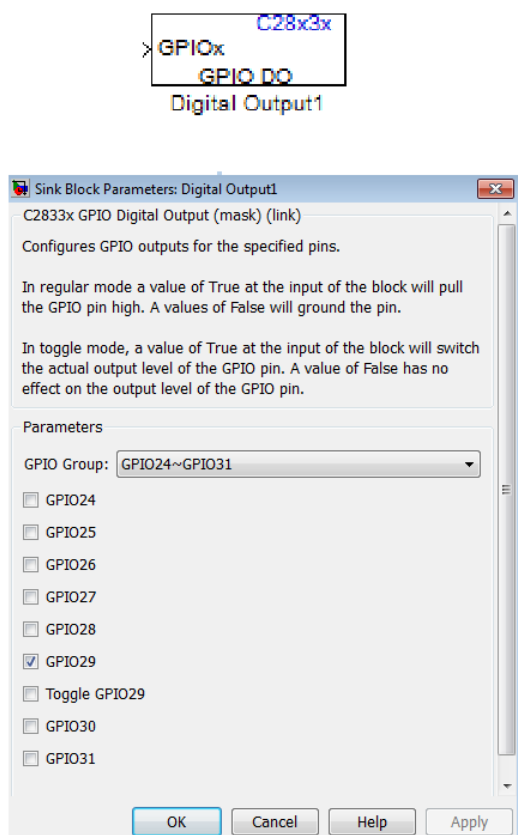 C28x3x
GPIOx
GPIO DO
Digital Output1
Sink Block Parameters: Digital Output1
C2833x GPIO Digital Output (mask) (link)
Configures GPIO outputs for the specified pins.
In regular mode a value of True at the input of the block will pull
the GPIO pin high. A values of False will ground the pin.
In toggle mode, a value of True at the input of the block will switch
the actual output level of the GPIO pin. A value of False has no
effect on the output level of the GPIO pin.
Parameters
GPIO Group: GPIO24~GPIO31
GPIO24
GPIO25
GPIO26
GPIO27
GPIO28
GPIO29
Toggle GPIO29
GPIO30
GPIO31
OK Cancel Help Apply